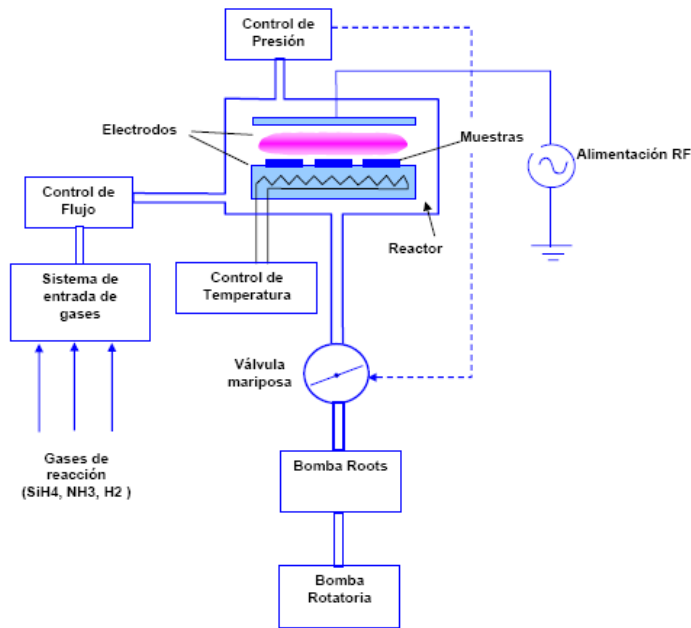 Control de
Presión
Electrodos
Muestras
Alimentación RF
Control de
Flujo
Reactor
Sistema de
entrada de
gases
Control de
Temperatura
Válvula
mariposa
Gases de
reacción
(SiH4, NH3, H2 )
Bomba Roots
Bomba
Rotatoria